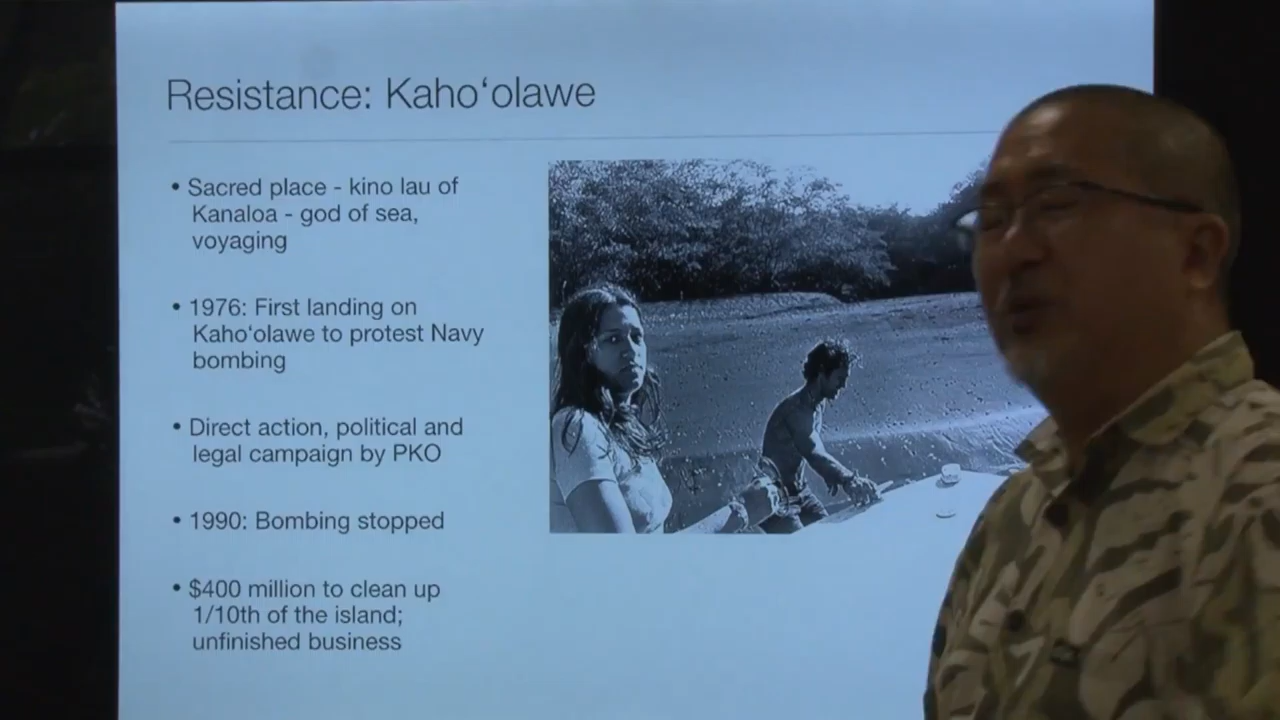 Resistance: Kahoʻolawe
• Sacred place - kino lau of
Kanaloa - god of sea,
voyaging
• 1976: First landing on
Kahoʻolawe to protest Navy
bombing
• Direct action, political and
legal campaign by PKO
• 1990: Bombing stopped
• $400 million to clean up
1/10th of the island;
unfinished business